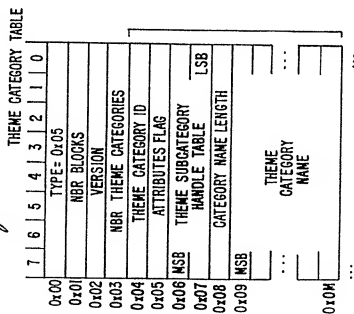 THEME CATEGORY TABLE
7 6 5 4 3 2 1 0
0x00 TYPE= 0x05
0x01 NBR BLOCKS
0x02 VERSION
0x03 NBR THEME CATEGORIES
0x04 THEME CATEGORY ID
0x05 ATTRIBUTES FLAG
0x06 MSB THEME SUBCATEGORY
0x07 HANDLE TABLE LSB
0x08 CATEGORY NAME LENGTH
0x09 MSB
THEME
CATEGORY
NAME
0x0M